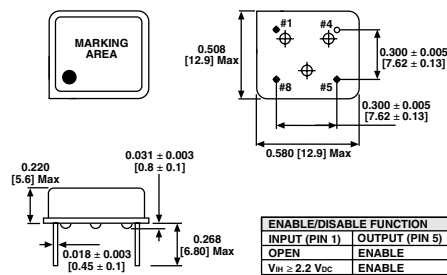 MARKING
AREA
0.508
[12.9] Max
#1
#4
#8
#5
0.300 ± 0.005
[7.62 ± 0.13]
0.300 ± 0.005
[7.62 ± 0.13]
0.580 [12.9] Max
0.220
[5.6] Max
0.031 ± 0.003
[0.8 ± 0.1]
0.018 ± 0.003
[0.45 ± 0.1]
0.268
[6.80] Max
ENABLE/DISABLE FUNCTION
INPUT (PIN 1) OUTPUT (PIN 5)
OPEN ENABLE
VIH ≥ 2.2 VDC ENABLE